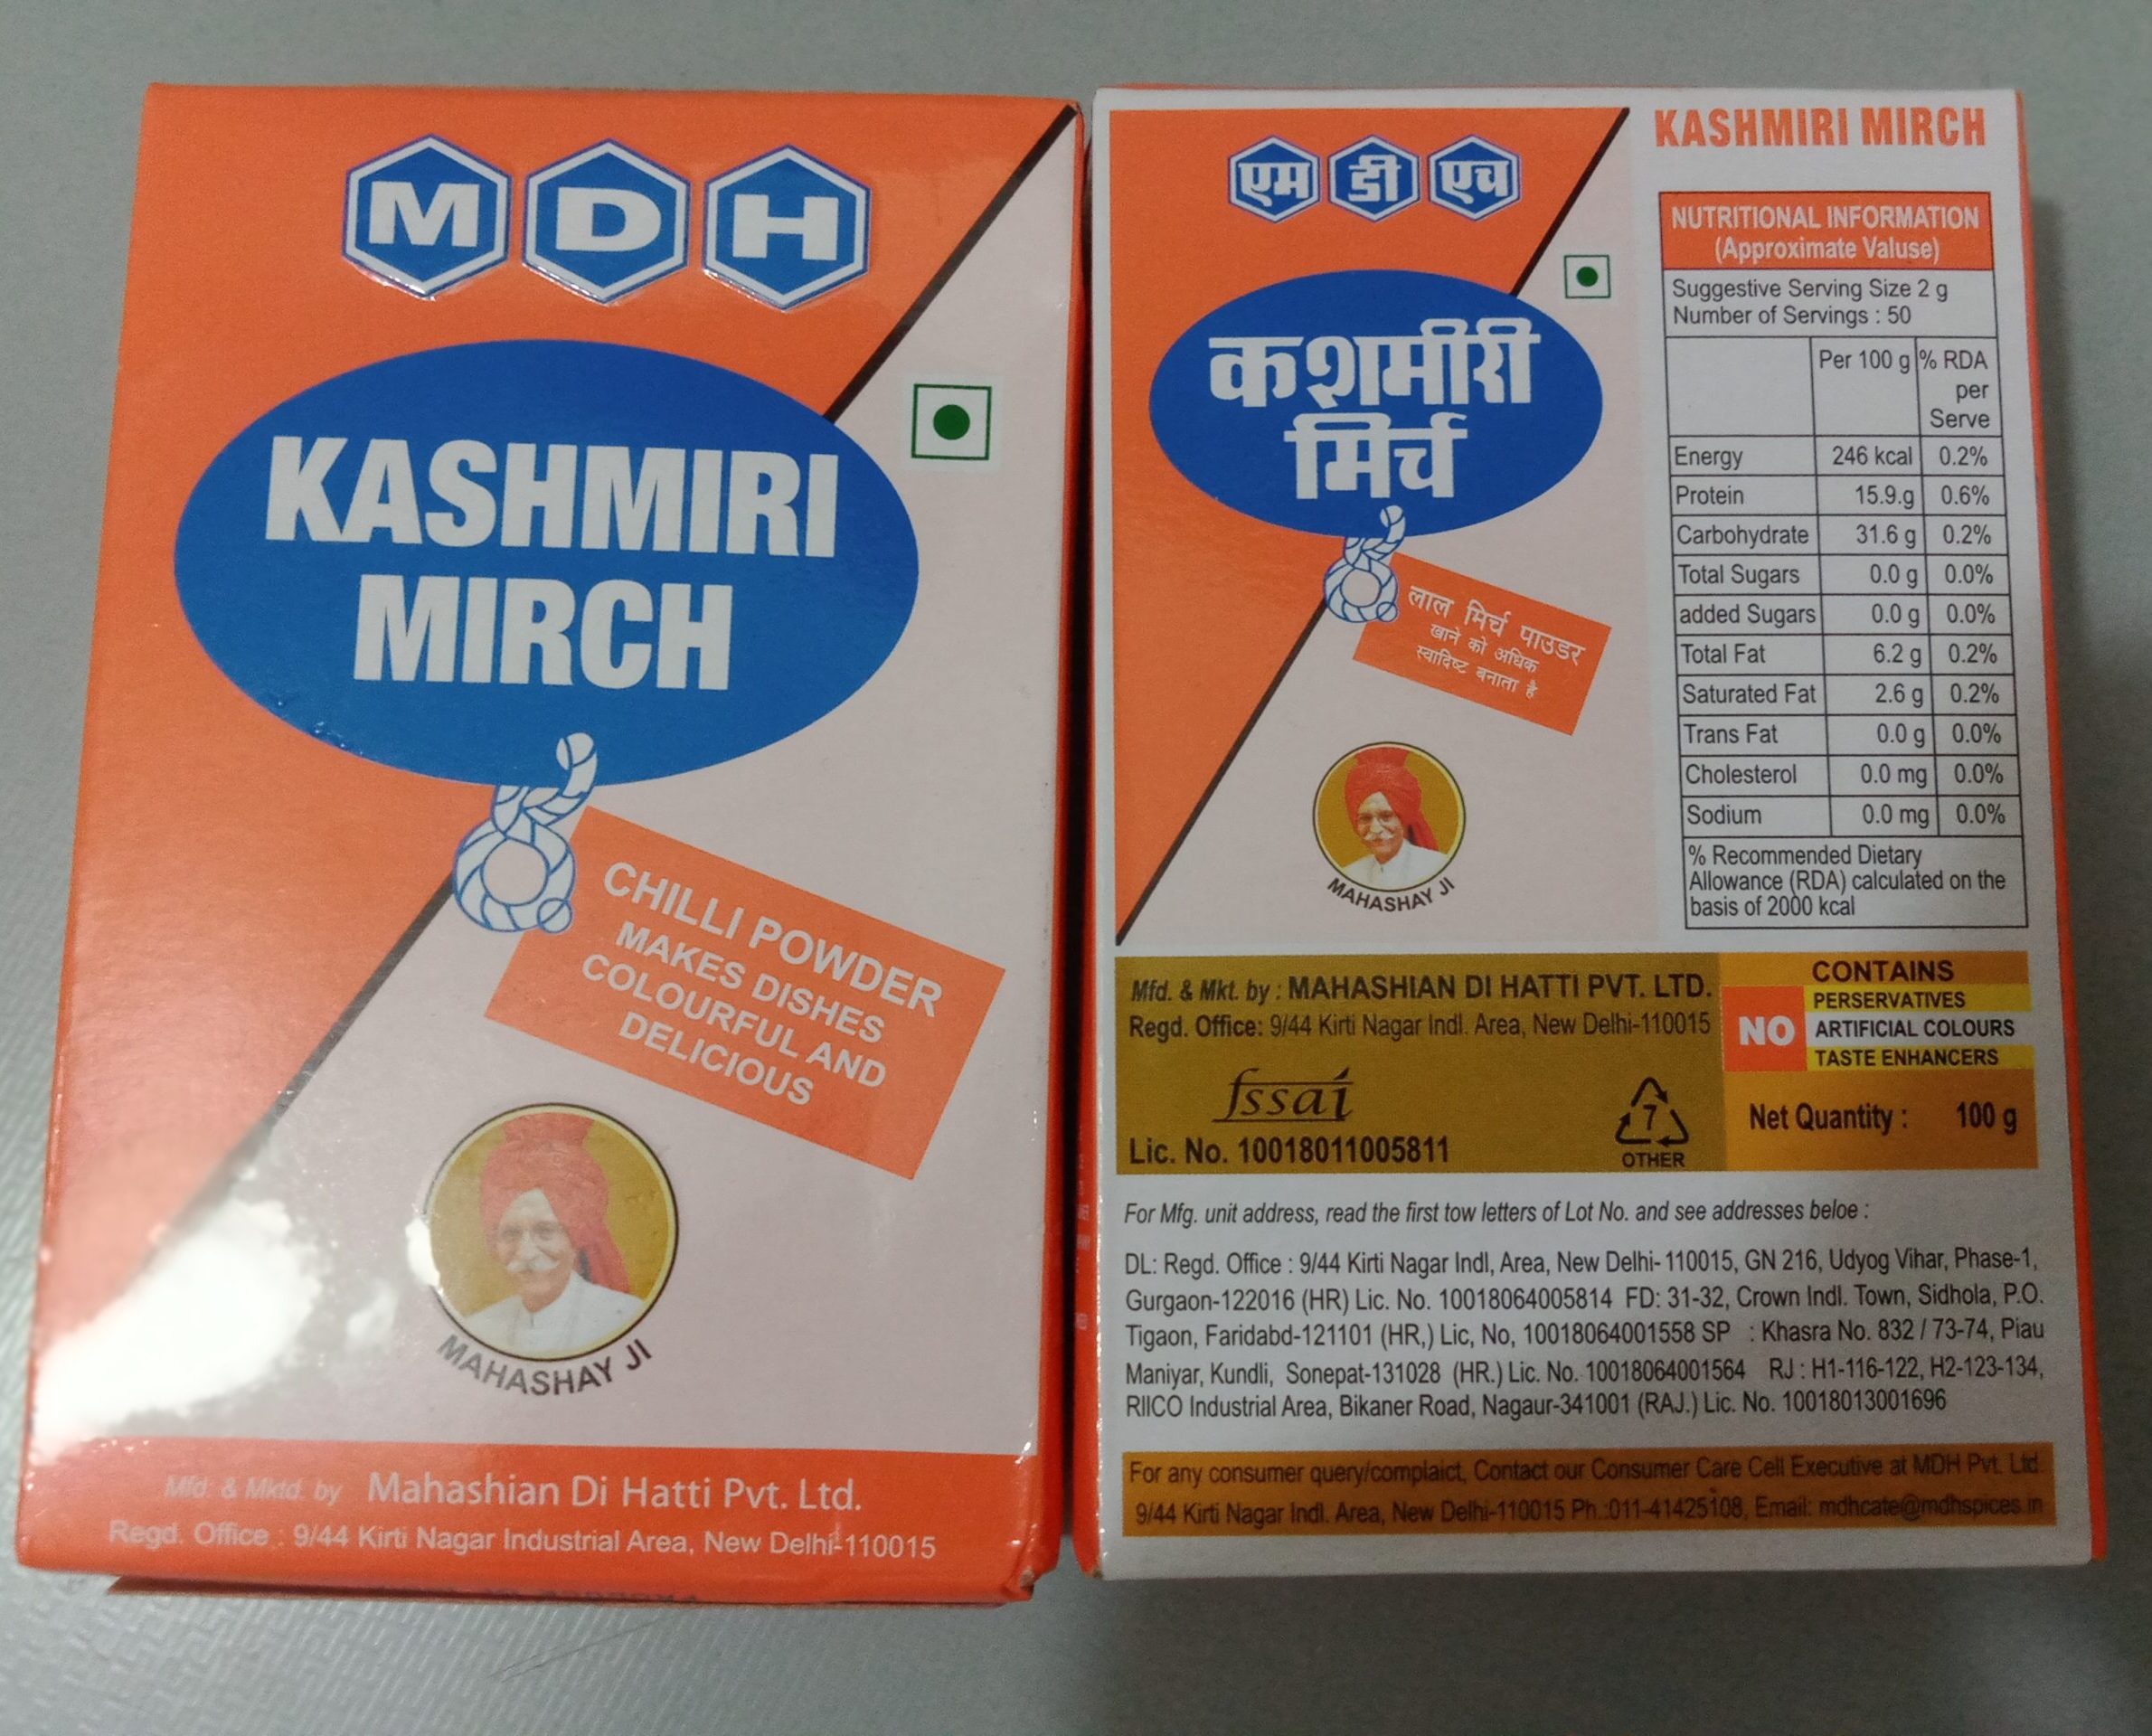 M D H
KASHMIRI
MIRCH
CHILLI POWDER
MAKES DISHES
COLOURFUL AND
DELICIOUS
MAHASHAY JI
Mfd. & Mktd. by Mahashian Di Hatti Pvt. Ltd.
Regd. Office : 9/44 Kirti Nagar Industrial Area, New Delhi-110015
एम डी एच
कशमीरी
मिर्च
लाल मिर्च पाउडर
खाने को अधिक
स्वादिष्ट बनाता है
MAHASHAY JI
KASHMIRI MIRCH
NUTRITIONAL INFORMATION
(Approximate Valuse)
Suggestive Serving Size 2 g
Number of Servings : 50
Per 100 g % RDA
per
Serve
Energy 246 kcal 0.2%
Protein 15.9.g 0.6%
Carbohydrate 31.6 g 0.2%
Total Sugars 0.0 g 0.0%
added Sugars 0.0 g 0.0%
Total Fat 6.2 g 0.2%
Saturated Fat 2.6 g 0.2%
Trans Fat 0.0 g 0.0%
Cholesterol 0.0 mg 0.0%
Sodium 0.0 mg 0.0%
% Recommended Dietary
Allowance (RDA) calculated on the
basis of 2000 kcal
Mfd. & Mkt. by : MAHASHIAN DI HATTI PVT. LTD.
Regd. Office: 9/44 Kirti Nagar Indl. Area, New Delhi-110015
fssai
Lic. No. 10018011005811
7
OTHER
CONTAINS
NO
PERSERVATIVES
ARTIFICIAL COLOURS
TASTE ENHANCERS
Net Quantity : 100 g
For Mfg. unit address, read the first tow letters of Lot No. and see addresses beloe :
DL: Regd. Office : 9/44 Kirti Nagar Indl, Area, New Delhi- 110015, GN 216, Udyog Vihar, Phase-1,
Gurgaon-122016 (HR) Lic. No. 10018064005814 FD: 31-32, Crown Indl. Town, Sidhola, P.O.
Tigaon, Faridabd-121101 (HR,) Lic, No, 10018064001558 SP : Khasra No. 832 / 73-74, Piau
Maniyar, Kundli, Sonepat-131028 (HR.) Lic. No. 10018064001564 RJ : H1-116-122, H2-123-134,
RIICO Industrial Area, Bikaner Road, Nagaur-341001 (RAJ.) Lic. No. 10018013001696
For any consumer query/complaict, Contact our Consumer Care Cell Executive at MDH Pvt. Ltd.
9/44 Kirti Nagar Indl. Area, New Delhi-110015 Ph.:011-41425108, Email: mdhcate@mdhspices.in